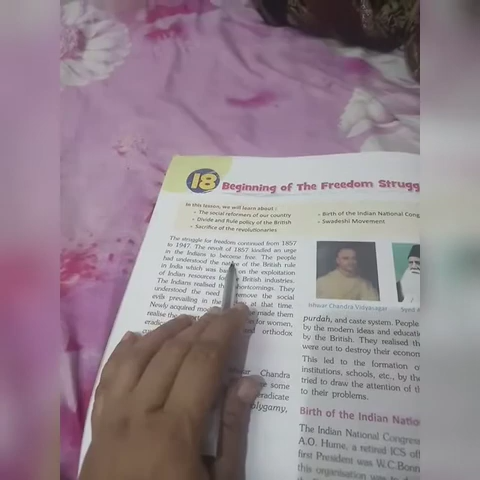 18 Beginning of The Freedom Strugg
In this lesson, we will learn about :
• The social reformers of our country
• Divide and Rule policy of the British
• Sacrifice of the revolutionaries
• Birth of the Indian National Cong
• Swadeshi Movement
The struggle for freedom continued from 1857
to 1947. The revolt of 1857 kindled an urge
in the Indians to become free. The people
had understood the nature of the British rule
in India which was on the exploitation
of Indian resources for British industries.
The Indians realised the shortcomings. They
understood the need remove the social
evils prevailing in the at that time.
Newly acquired made them
realise the for women,
orthodox
Chandra
some
eradicate
polygamy,
Ishwar Chandra Vidyasagar
Syed
purdah, and caste system. People
by the modern ideas and educati
by the British. They realised th
were out to destroy their econom
This led to the formation o
institutions, schools, etc., by the
tried to draw the attention of th
to their problems.
Birth of the Indian Natio
The Indian National Congres
A.O. Hume, a retired ICS off
first President was W.C.Bonn
this organisation was to